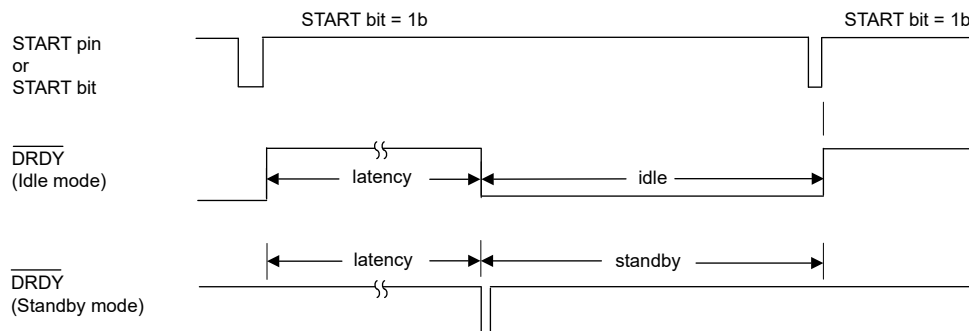 START bit = 1b
START bit = 1b
START pin
or
START bit
DRDY
(Idle mode)
latency
idle
DRDY
(Standby mode)
latency
standby